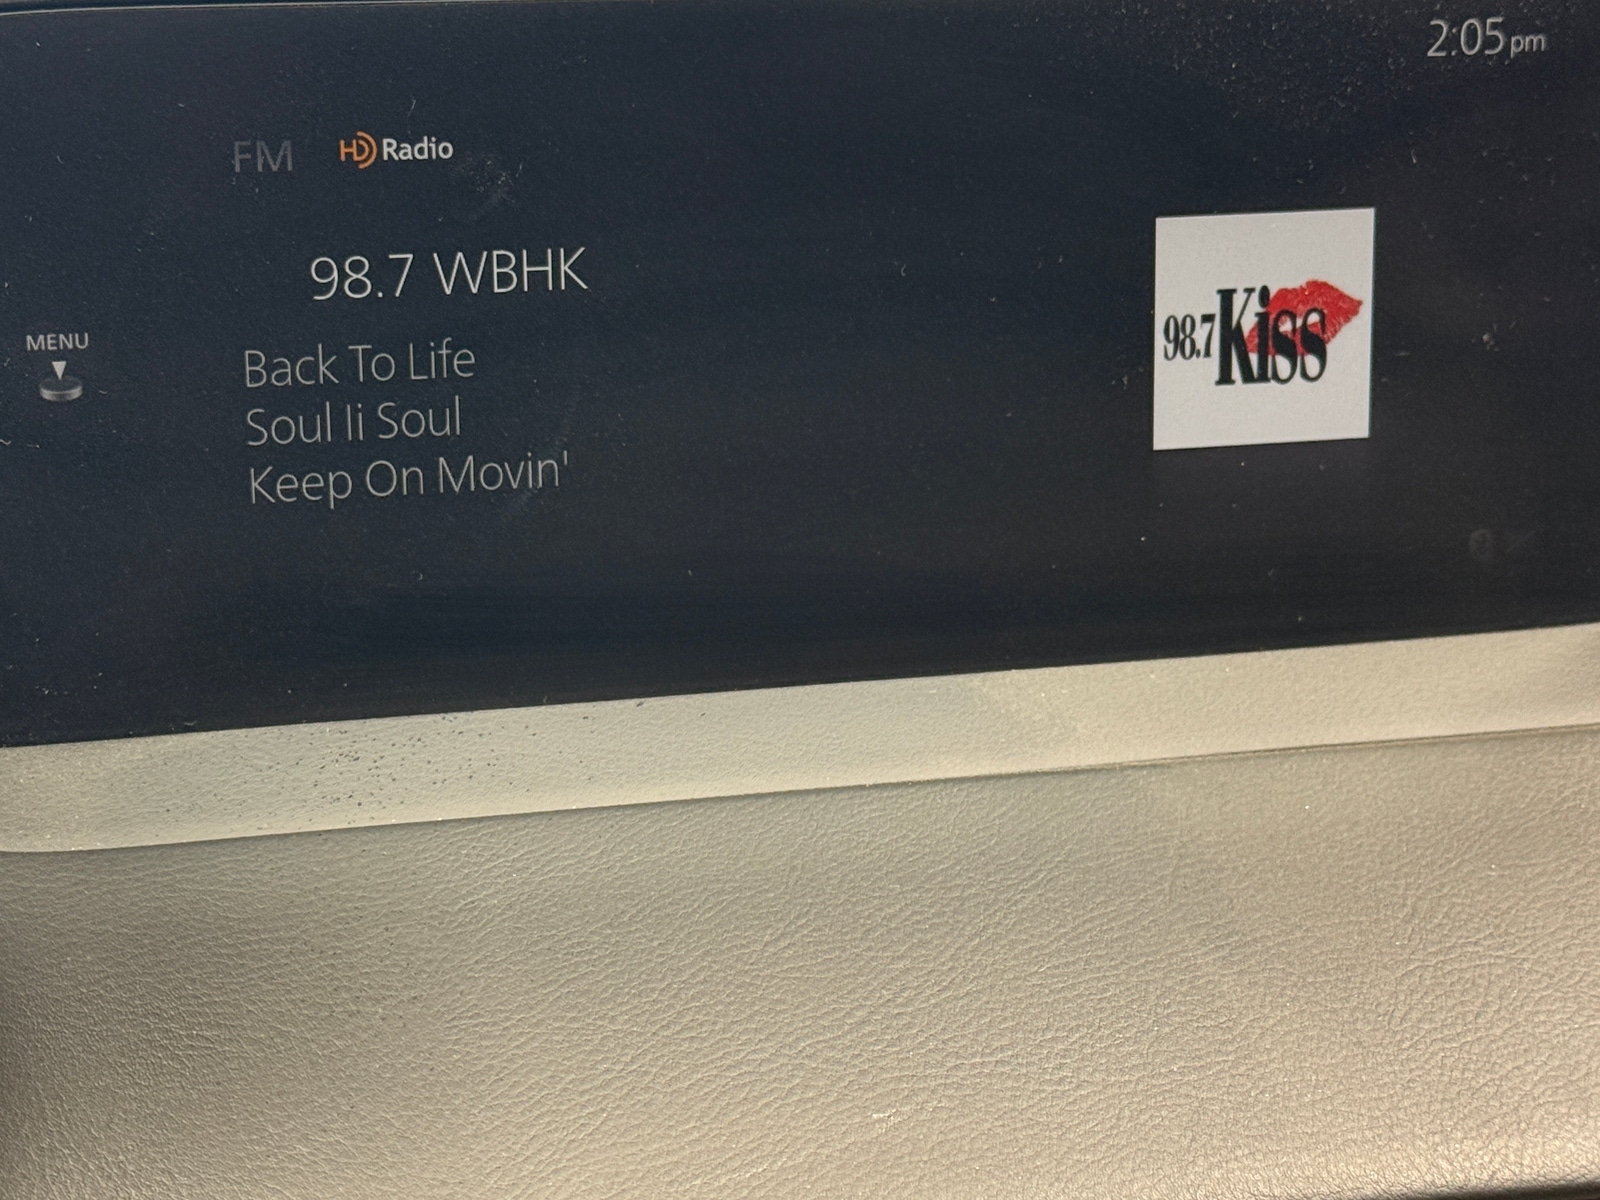 2:05pm
FM HD Radio
98.7 WBHK
MENU
Back To Life
Soul Ii Soul
Keep On Movin'
98.7 Kiss